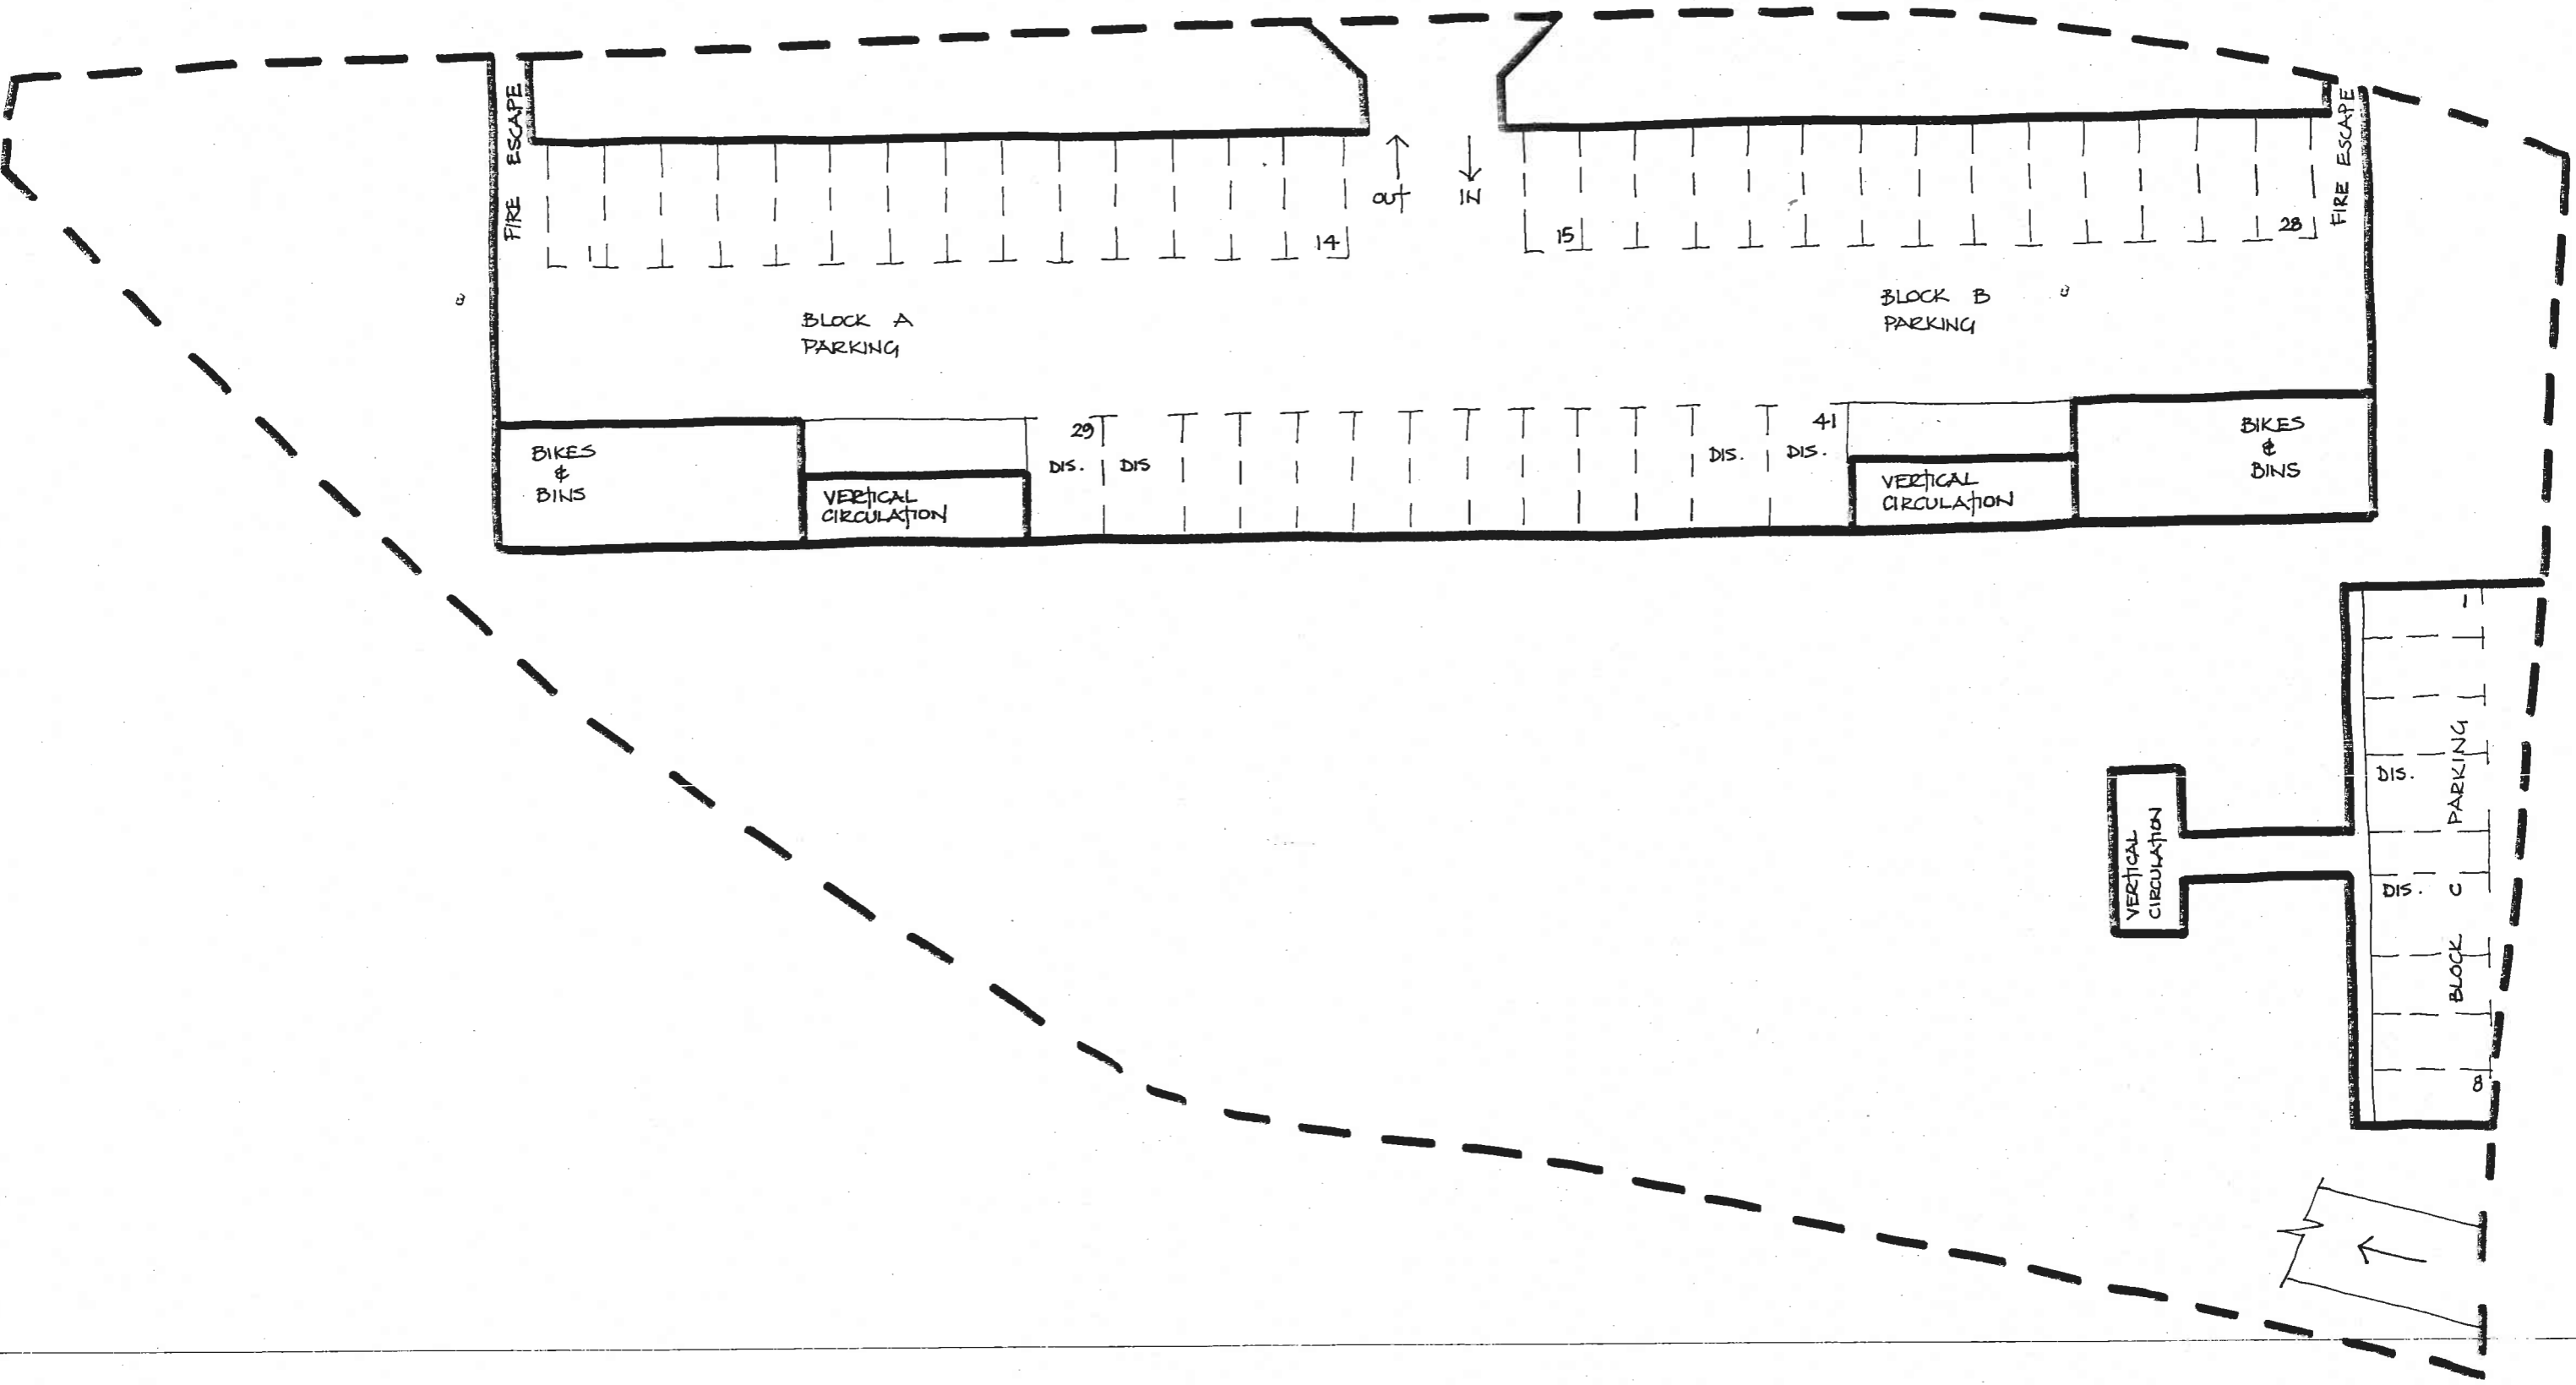 FIRE ESCAPE
FIRE ESCAPE
OUT
IN
1
14
15
28
BLOCK A
PARKING
BLOCK B
PARKING
BIKES
&
BINS
VERTICAL
CIRCULATION
29
DIS.
DIS
DIS.
DIS.
41
VERTICAL
CIRCULATION
BIKES
&
BINS
1
DIS.
DIS.
BLOCK C PARKING
8
VERTICAL
CIRCULATION